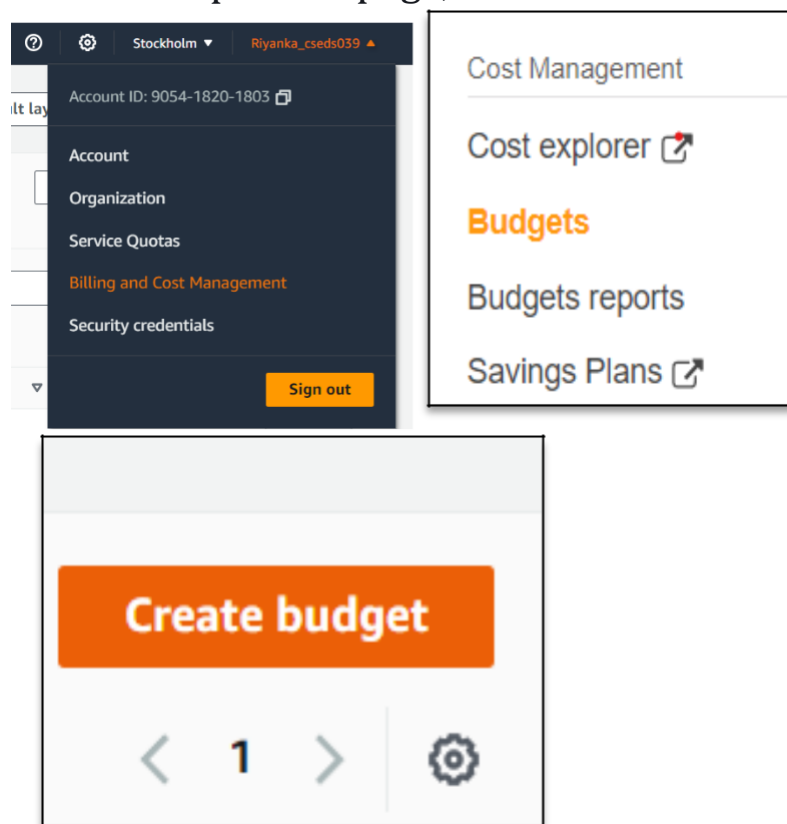 Stockholm ▼ Riyanka_cseds039 ▲
Account ID: 9054-1820-1803
Account
Organization
Service Quotas
Billing and Cost Management
Security credentials
Sign out
Cost Management
Cost explorer
Budgets
Budgets reports
Savings Plans
Create budget
< 1 >